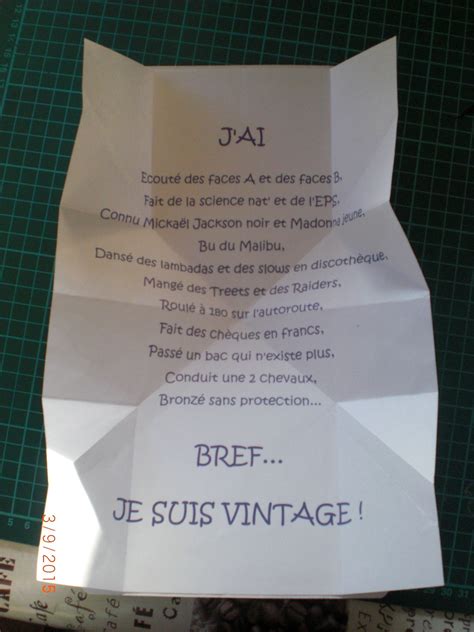 J'AI
Ecouté des faces A et des faces B,
Fait de la science nat' et de l'EPS,
Connu Mickaël Jackson noir et Madonna jeune,
Bu du Malibu,
Dansé des lambadas et des slows en discothèque,
Mangé des Treets et des Raiders,
Roulé à 180 sur l'autoroute,
Fait des chèques en francs,
Passé un bac qui n'existe plus,
Conduit une 2 chevaux,
Bronzé sans protection...
BREF...
JE SUIS VINTAGE !
3/9/2015
CAFÉ
Café
CAFÉ